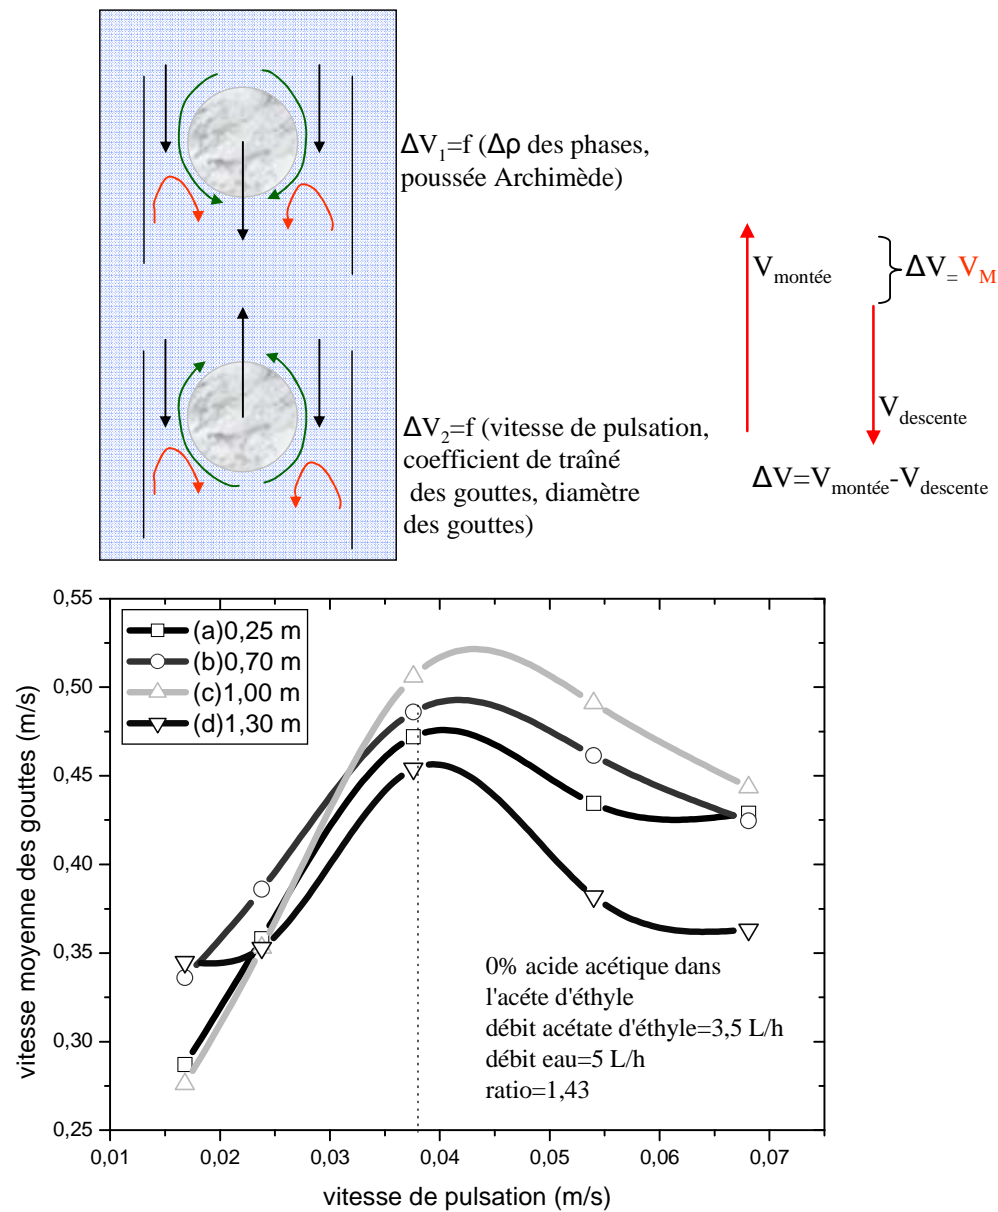 ΔV1=f (Δρ des phases,
poussée Archimède)
Vmontée
ΔV=VM
Vdescente
ΔV2=f (vitesse de pulsation,
coefficient de traîné
des gouttes, diamètre
des gouttes)
ΔV=Vmontée-Vdescente
0,55
0,50
0,45
0,40
0,35
0,30
0,25
vitesse moyenne des gouttes (m/s)
(a)0,25 m
(b)0,70 m
(c)1,00 m
(d)1,30 m
0% acide acétique dans
l'acéte d'éthyle
débit acétate d'éthyle=3,5 L/h
débit eau=5 L/h
ratio=1,43
0,01 0,02 0,03 0,04 0,05 0,06 0,07
vitesse de pulsation (m/s)